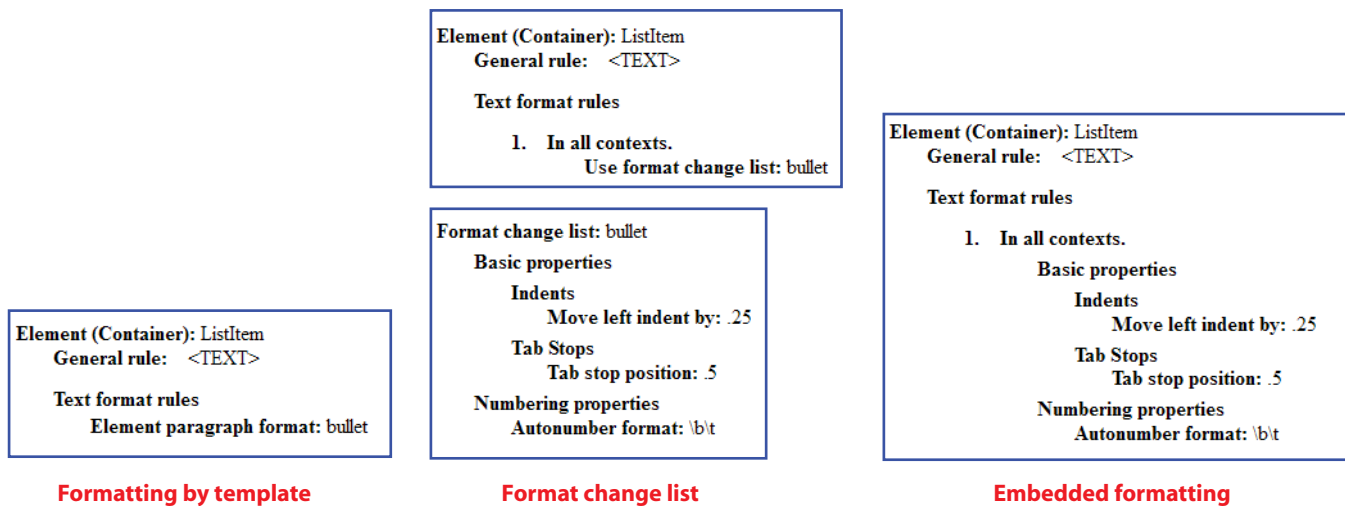 Element (Container): ListItem
General rule: <TEXT>
Text format rules
Element paragraph format: bullet
Formatting by template
Element (Container): ListItem
General rule: <TEXT>
Text format rules
1. In all contexts.
Use format change list: bullet
Format change list: bullet
Basic properties
Indents
Move left indent by: .25
Tab Stops
Tab stop position: .5
Numbering properties
Autonumber format: \b\t
Format change list
Element (Container): ListItem
General rule: <TEXT>
Text format rules
1. In all contexts.
Basic properties
Indents
Move left indent by: .25
Tab Stops
Tab stop position: .5
Numbering properties
Autonumber format: \b\t
Embedded formatting